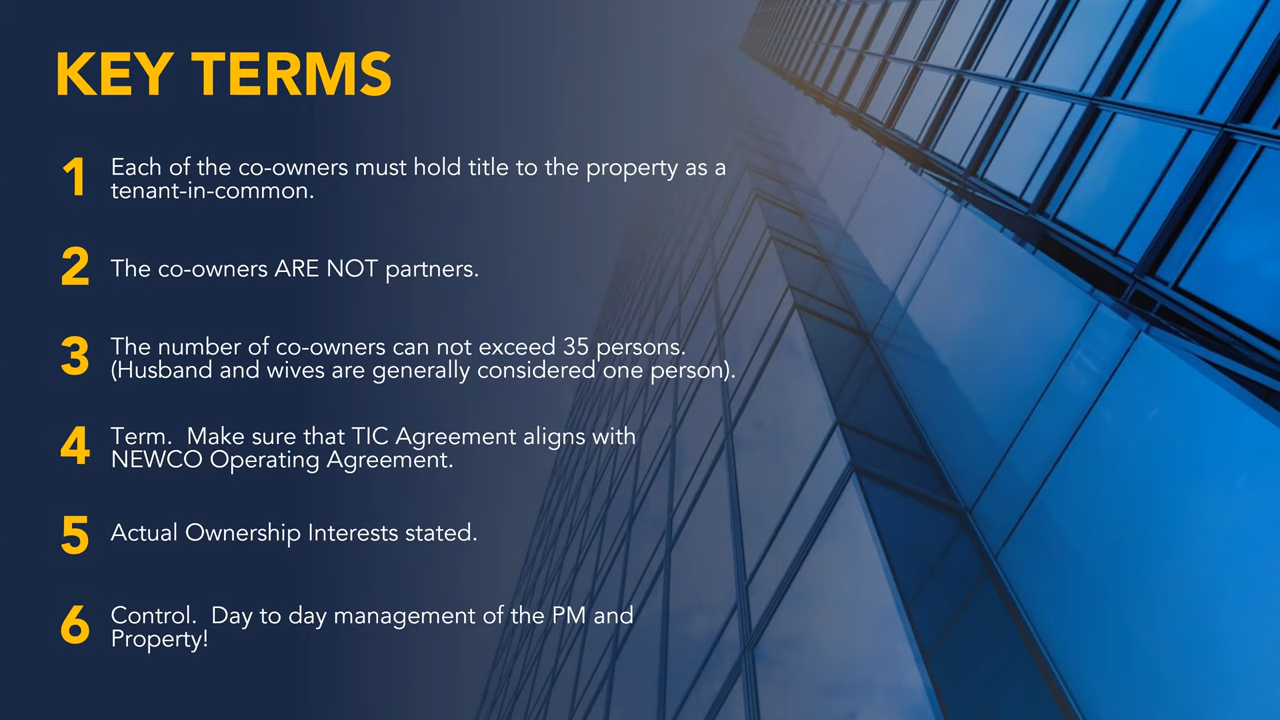 KEY TERMS
1 Each of the co-owners must hold title to the property as a
tenant-in-common.
2 The co-owners ARE NOT partners.
3 The number of co-owners can not exceed 35 persons.
(Husband and wives are generally considered one person).
4 Term.  Make sure that TIC Agreement aligns with
NEWCO Operating Agreement.
5 Actual Ownership Interests stated.
6 Control.  Day to day management of the PM and
Property!